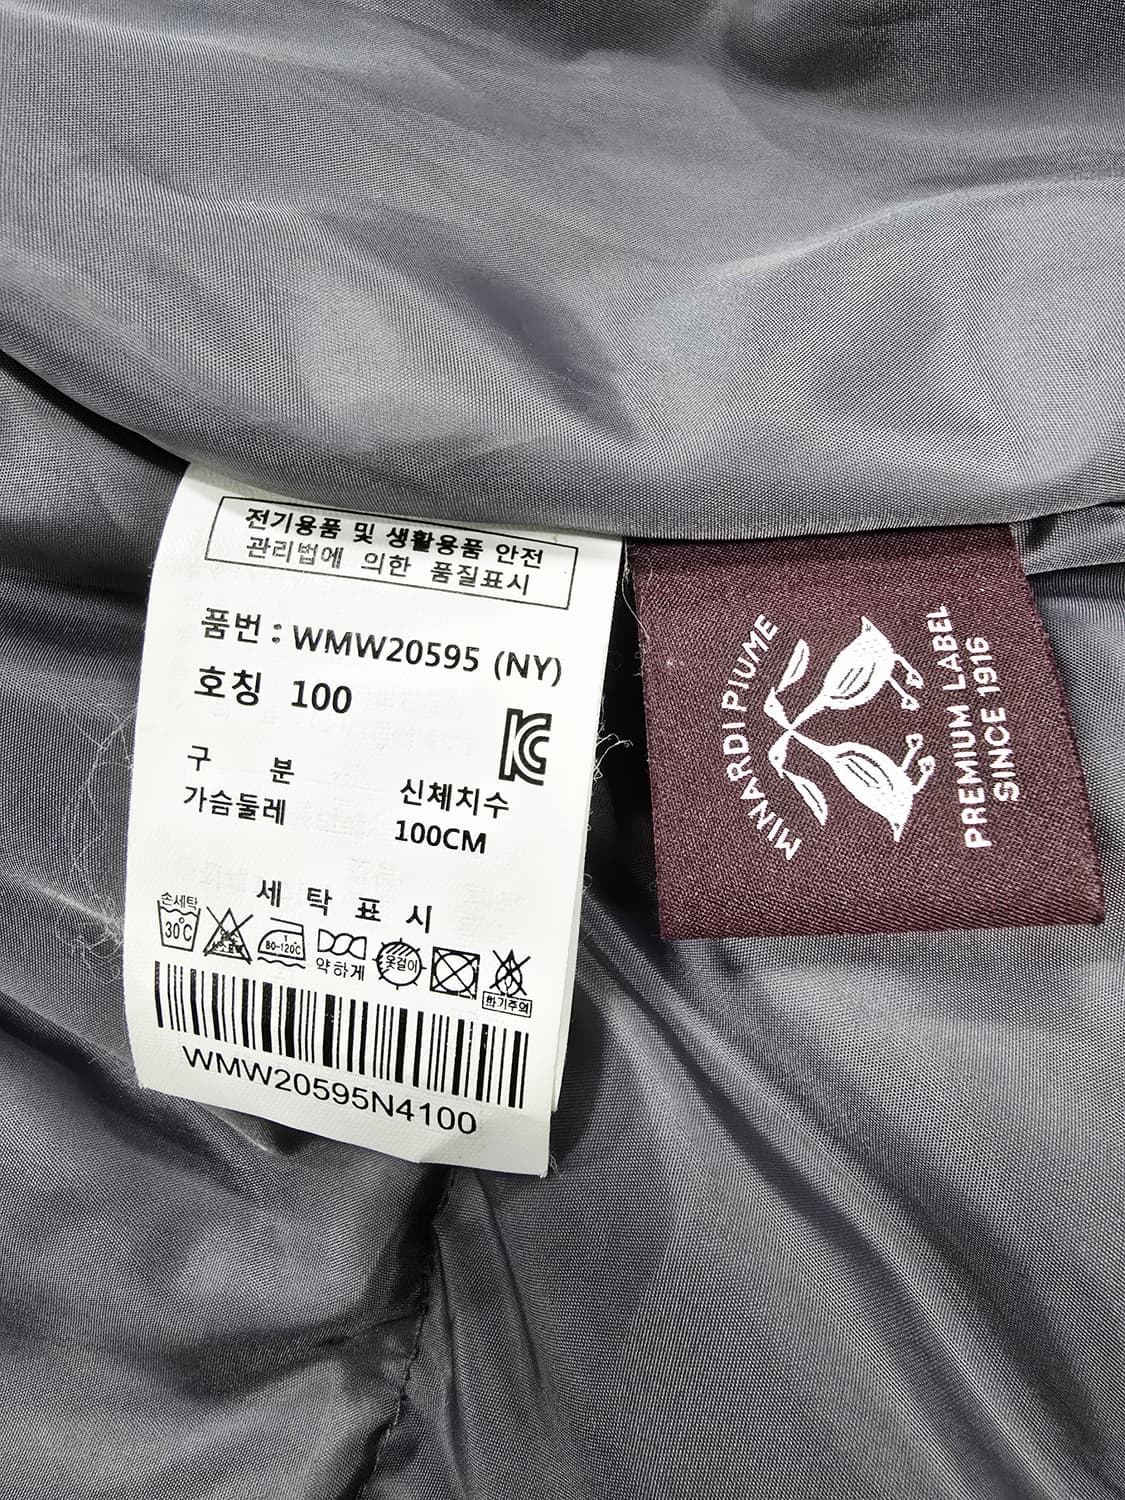 전기용품 및 생활용품 안전
관리법에 의한 품질표시
품번 : WMW20595 (NY)
호칭 100
구 분
신체치수
가슴둘레
100CM
세 탁 표 시
손세탁
30℃
80-120℃
약하게
옷걸이
화기주의
WMW20595N4100
MINARDI PIUME
PREMIUM LABEL
SINCE 1916